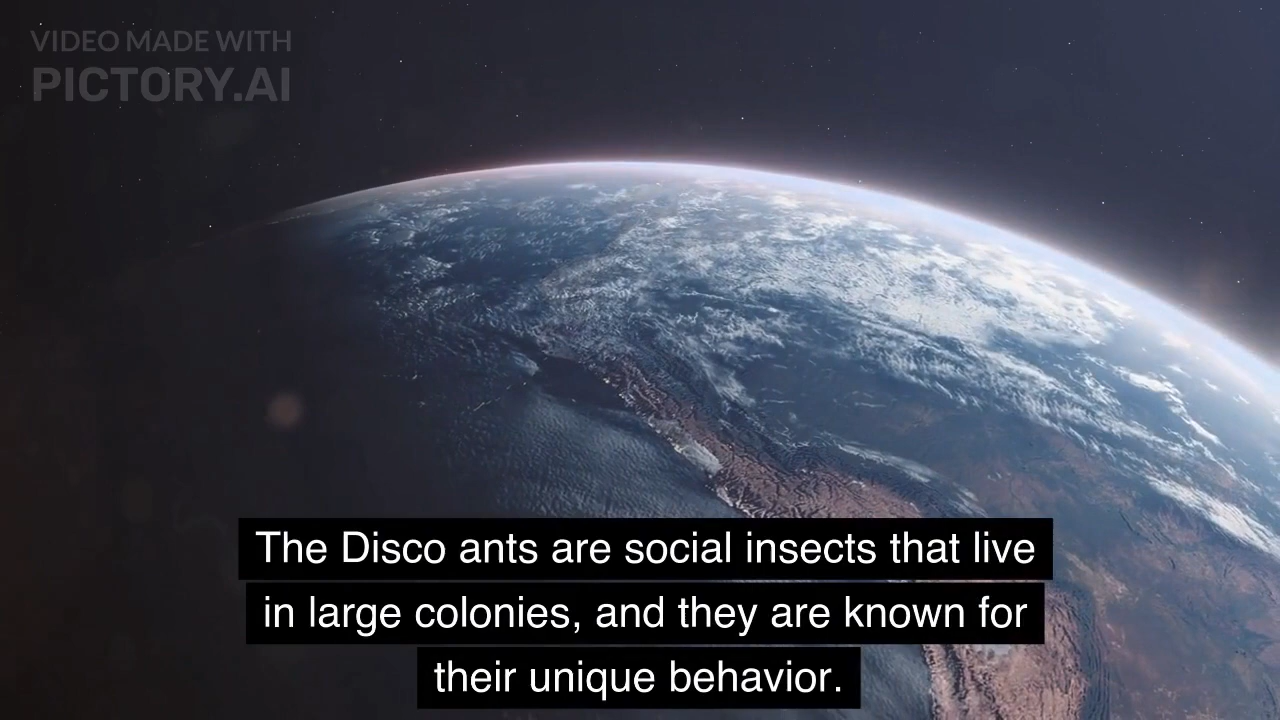 VIDEO MADE WITH
PICTORY.AI
The Disco ants are social insects that live
in large colonies, and they are known for
their unique behavior.